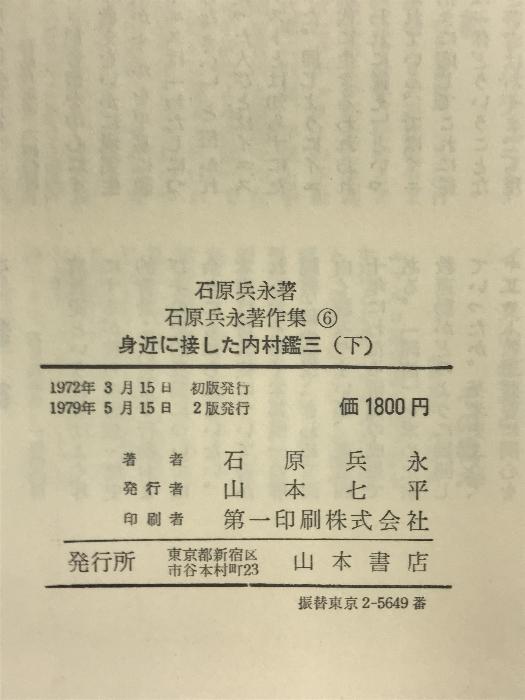 石原兵永著
石原兵永著作集 ⑥
身近に接した内村鑑三(下)
1972年 3月15日 初版発行
1979年 5月15日 2版発行
価1800円
著者 石原兵永
発行者 山本七平
印刷者 第一印刷株式会社
発行所 東京都新宿区市谷本村町23 山本書店
振替東京2-5649番